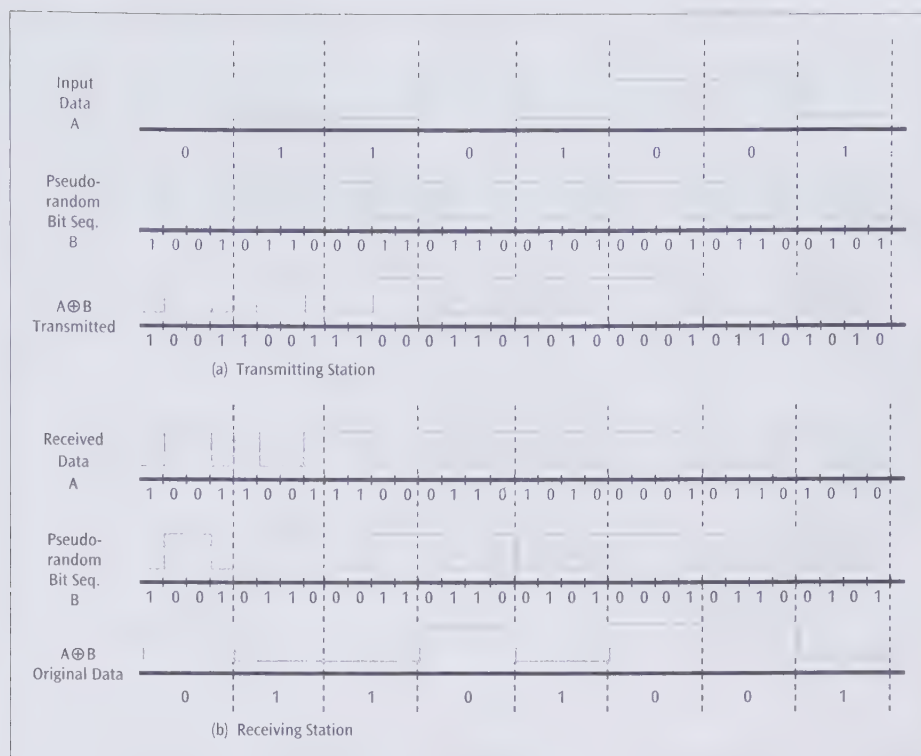 Input
Data
A
0 1 1 0 1 0 0 1
Pseudo-
random
Bit Seq.
B
1 0 0 1 0 1 1 0 0 0 1 1 0 1 1 0 0 1 0 1 0 0 0 1 0 1 1 0 0 1 0 1
A⊕B
Transmitted
1 0 0 1 1 0 0 1 1 1 0 0 0 1 1 0 1 0 1 0 0 0 0 1 0 1 1 0 1 0 1 0
(a) Transmitting Station
Received
Data
A
1 0 0 1 1 0 0 1 1 1 0 0 0 1 1 0 1 0 1 0 0 0 0 1 0 1 1 0 1 0 1 0
Pseudo-
random
Bit Seq.
B
1 0 0 1 0 1 1 0 0 0 1 1 0 1 1 0 0 1 0 1 0 0 0 1 0 1 1 0 0 1 0 1
A⊕B
Original Data
0 1 1 0 1 0 0 1
(b) Receiving Station